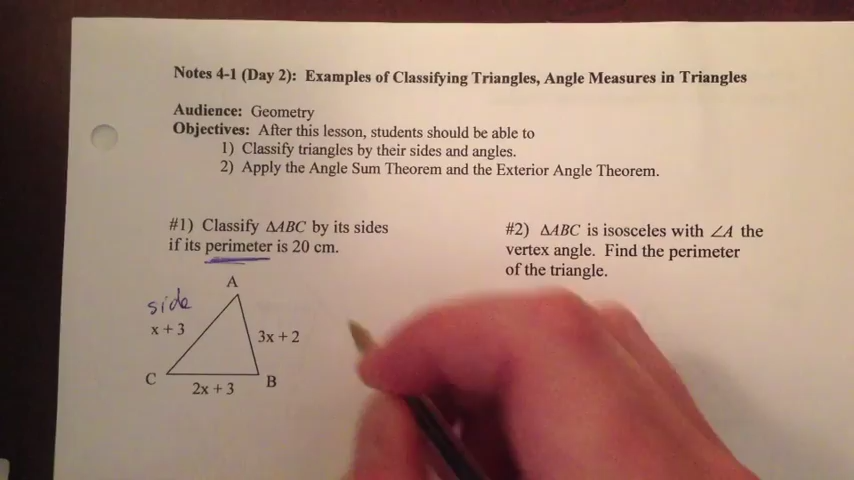 Notes 4-1 (Day 2): Examples of Classifying Triangles, Angle Measures in Triangles
Audience: Geometry
Objectives: After this lesson, students should be able to
1) Classify triangles by their sides and angles.
2) Apply the Angle Sum Theorem and the Exterior Angle Theorem.
#1) Classify ΔABC by its sides
if its perimeter is 20 cm.
A
side
x + 3
3x + 2
C
B
2x + 3
#2) ΔABC is isosceles with ∠A the
vertex angle. Find the perimeter
of the triangle.